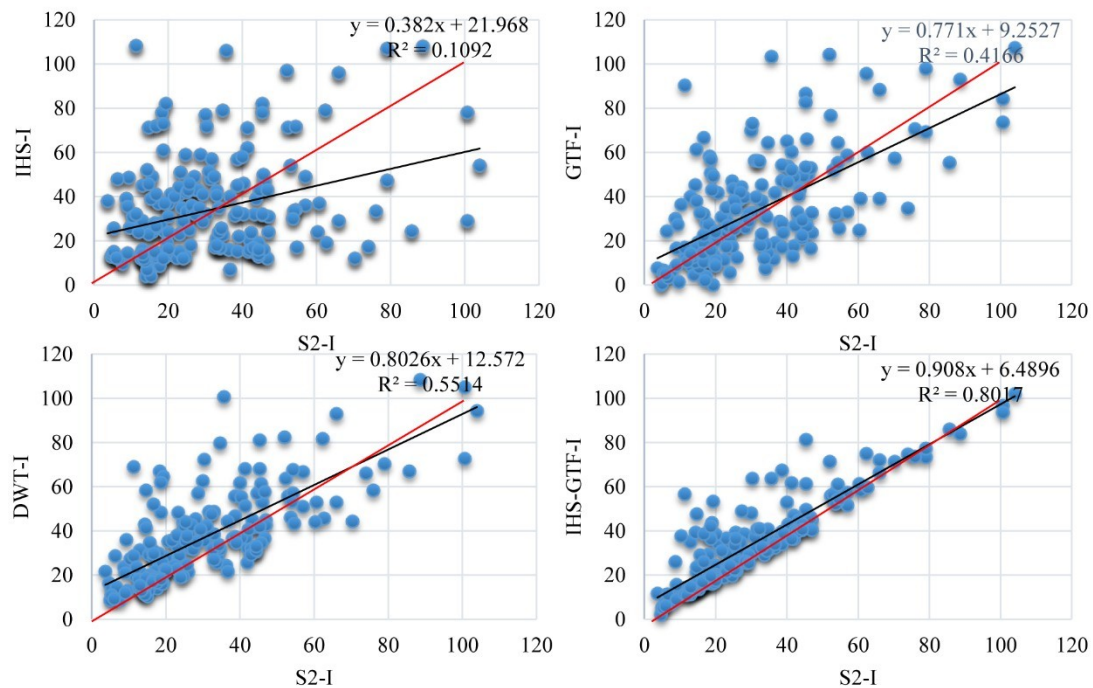 y = 0.382x + 21.968
R² = 0.1092
120
100
80
60
40
20
0
IHS-I
0 20 40 60 80 100 120
S2-I
y = 0.771x + 9.2527
R² = 0.4166
120
100
80
60
40
20
0
GTF-I
0 20 40 60 80 100 120
S2-I
y = 0.8026x + 12.572
R² = 0.5514
120
100
80
60
40
20
0
DWT-I
0 20 40 60 80 100 120
S2-I
y = 0.908x + 6.4896
R² = 0.8017
120
100
80
60
40
20
0
IHS-GTF-I
0 20 40 60 80 100 120
S2-I